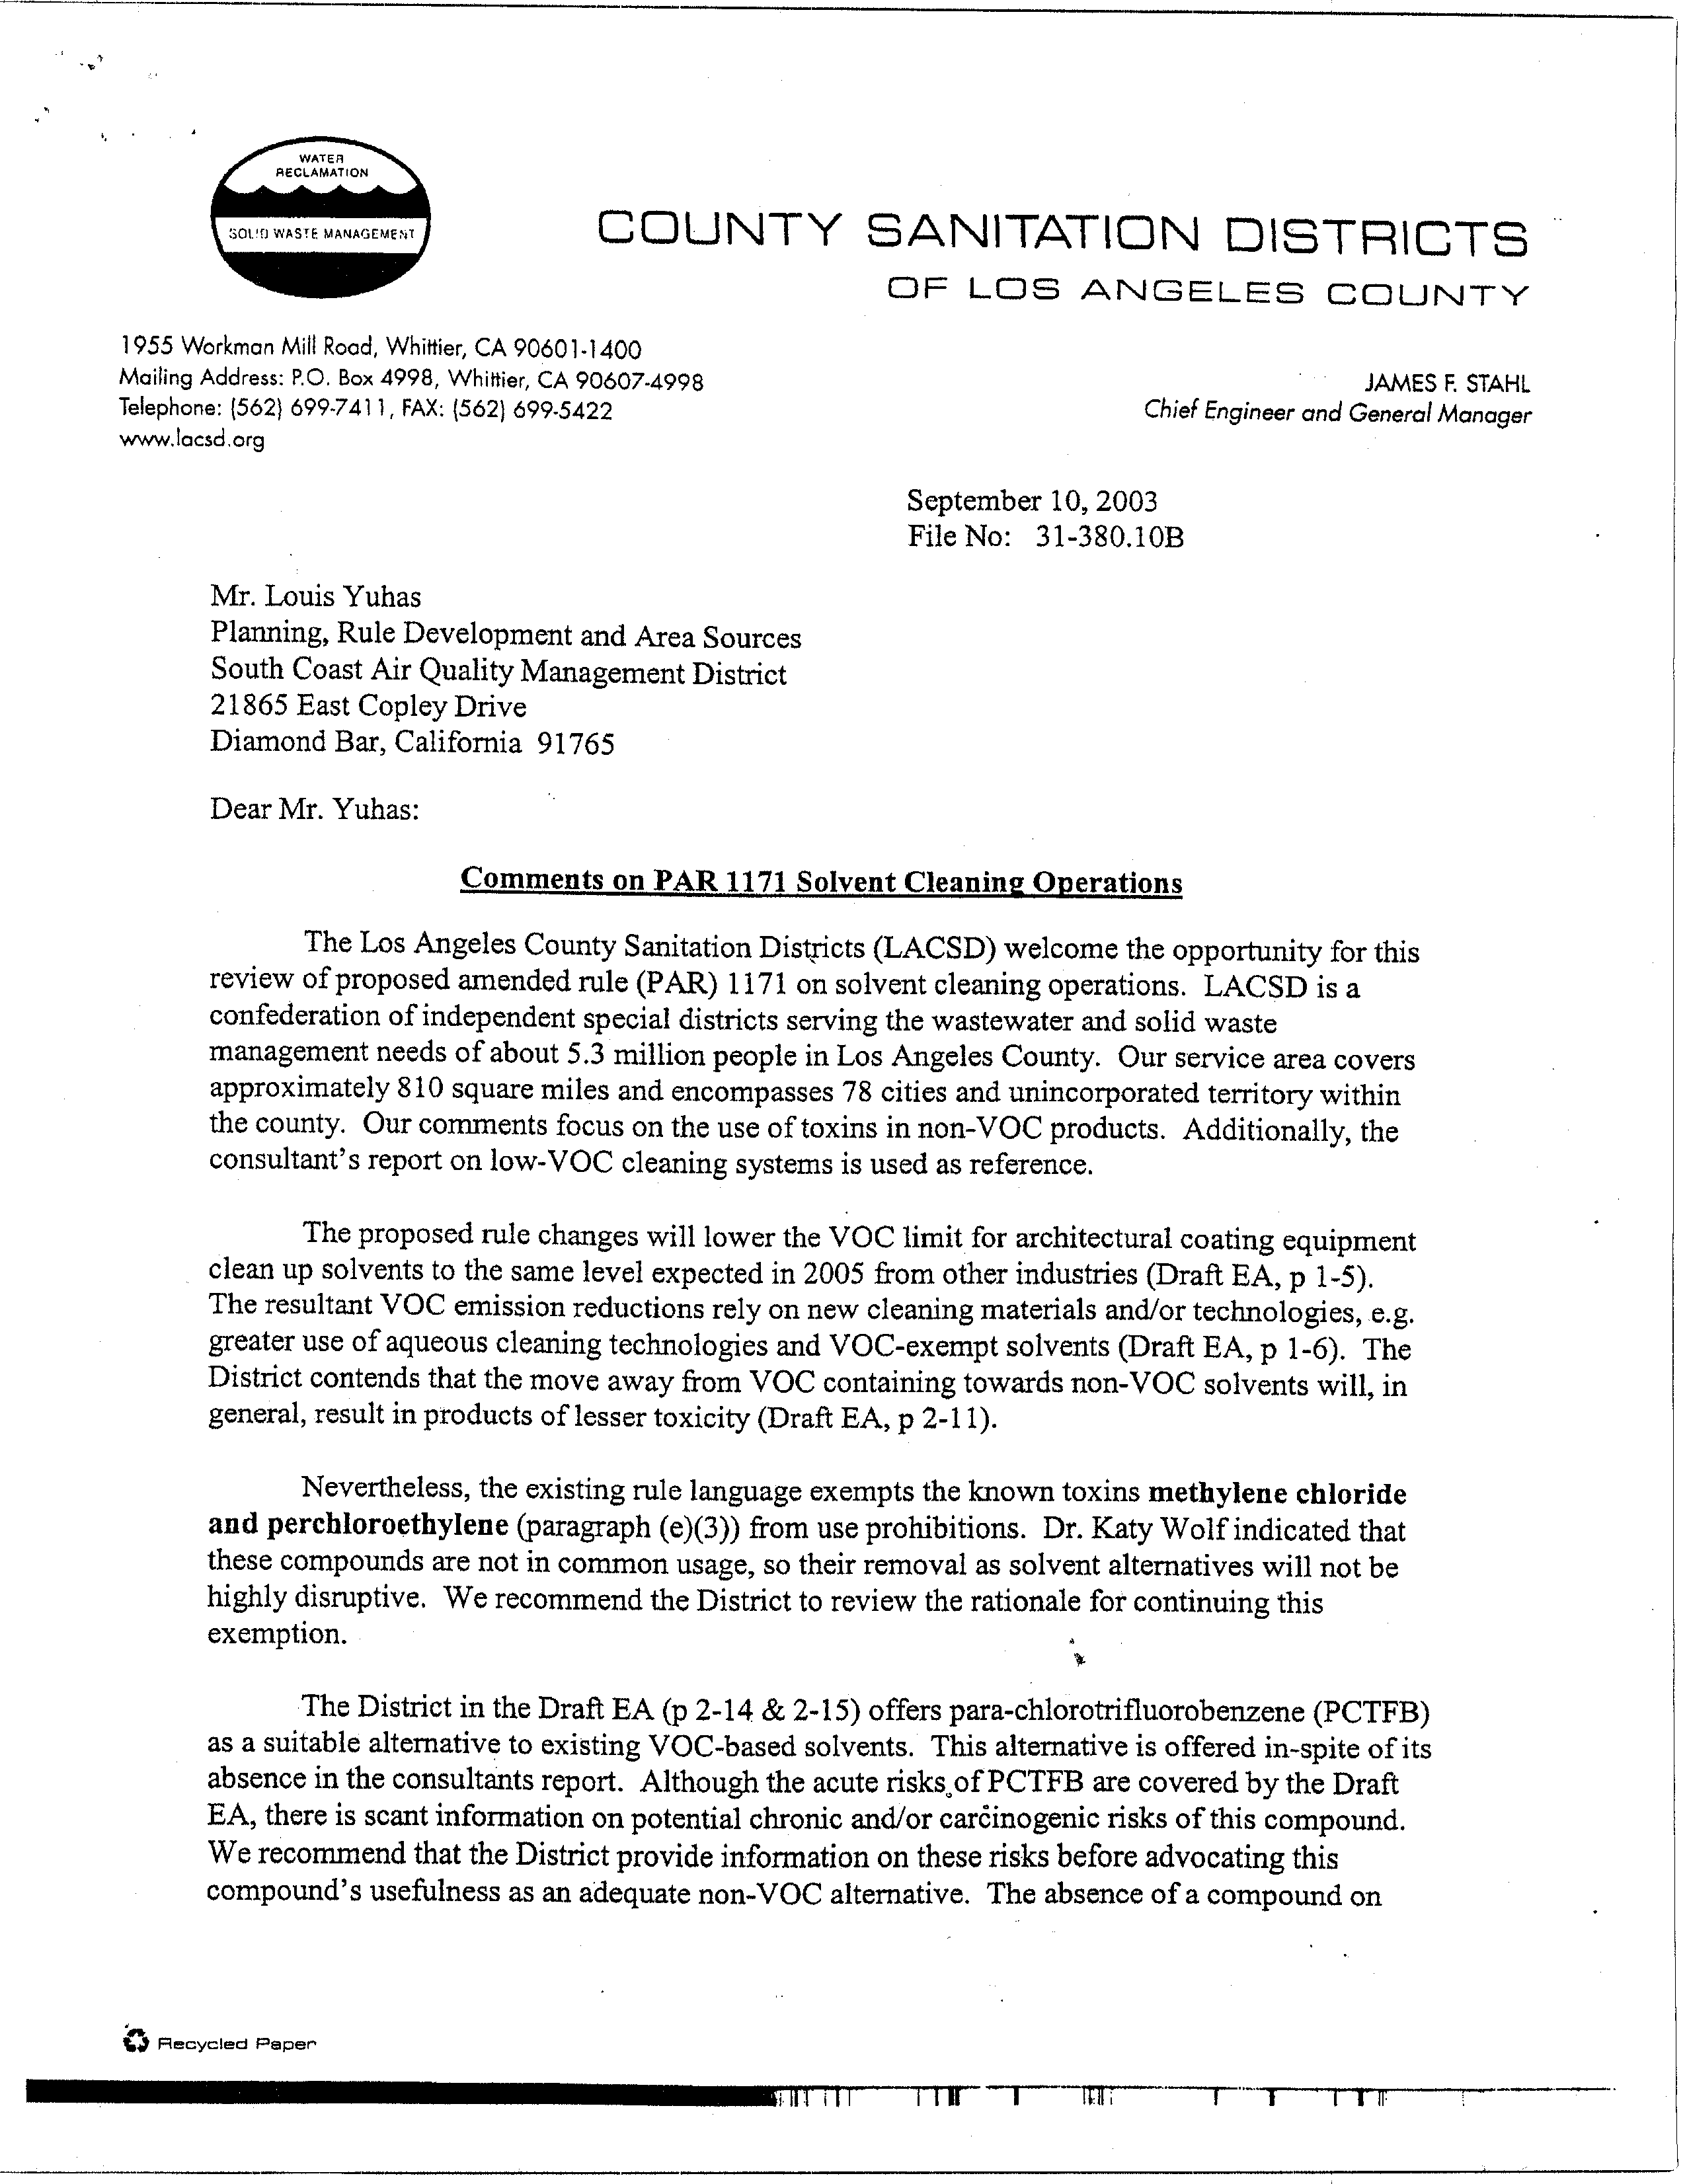 WATER
RECLAMATION
SOLID WASTE MANAGEMENT
COUNTY SANITATION DISTRICTS
OF LOS ANGELES COUNTY
1955 Workman Mill Road, Whittier, CA 90601-1400
Mailing Address: P.O. Box 4998, Whittier, CA 90607-4998
Telephone: (562) 699-7411, FAX: (562) 699-5422
www.lacsd.org
JAMES F. STAHL
Chief Engineer and General Manager
September 10, 2003
File No: 31-380.10B
Mr. Louis Yuhas
Planning, Rule Development and Area Sources
South Coast Air Quality Management District
21865 East Copley Drive
Diamond Bar, California 91765
Dear Mr. Yuhas:
Comments on PAR 1171 Solvent Cleaning Operations
The Los Angeles County Sanitation Districts (LACSD) welcome the opportunity for this
review of proposed amended rule (PAR) 1171 on solvent cleaning operations. LACSD is a
confederation of independent special districts serving the wastewater and solid waste
management needs of about 5.3 million people in Los Angeles County. Our service area covers
approximately 810 square miles and encompasses 78 cities and unincorporated territory within
the county. Our comments focus on the use of toxins in non-VOC products. Additionally, the
consultant's report on low-VOC cleaning systems is used as reference.
The proposed rule changes will lower the VOC limit for architectural coating equipment
clean up solvents to the same level expected in 2005 from other industries (Draft EA, p 1-5).
The resultant VOC emission reductions rely on new cleaning materials and/or technologies, e.g.
greater use of aqueous cleaning technologies and VOC-exempt solvents (Draft EA, p 1-6). The
District contends that the move away from VOC containing towards non-VOC solvents will, in
general, result in products of lesser toxicity (Draft EA, p 2-11).
Nevertheless, the existing rule language exempts the known toxins methylene chloride
and perchloroethylene (paragraph (e)(3)) from use prohibitions. Dr. Katy Wolf indicated that
these compounds are not in common usage, so their removal as solvent alternatives will not be
highly disruptive. We recommend the District to review the rationale for continuing this
exemption.
The District in the Draft EA (p 2-14 & 2-15) offers para-chlorotrifluorobenzene (PCTFB)
as a suitable alternative to existing VOC-based solvents. This alternative is offered in-spite of its
absence in the consultants report. Although the acute risks of PCTFB are covered by the Draft
EA, there is scant information on potential chronic and/or carcinogenic risks of this compound.
We recommend that the District provide information on these risks before advocating this
compound's usefulness as an adequate non-VOC alternative. The absence of a compound on
Recycled Paper